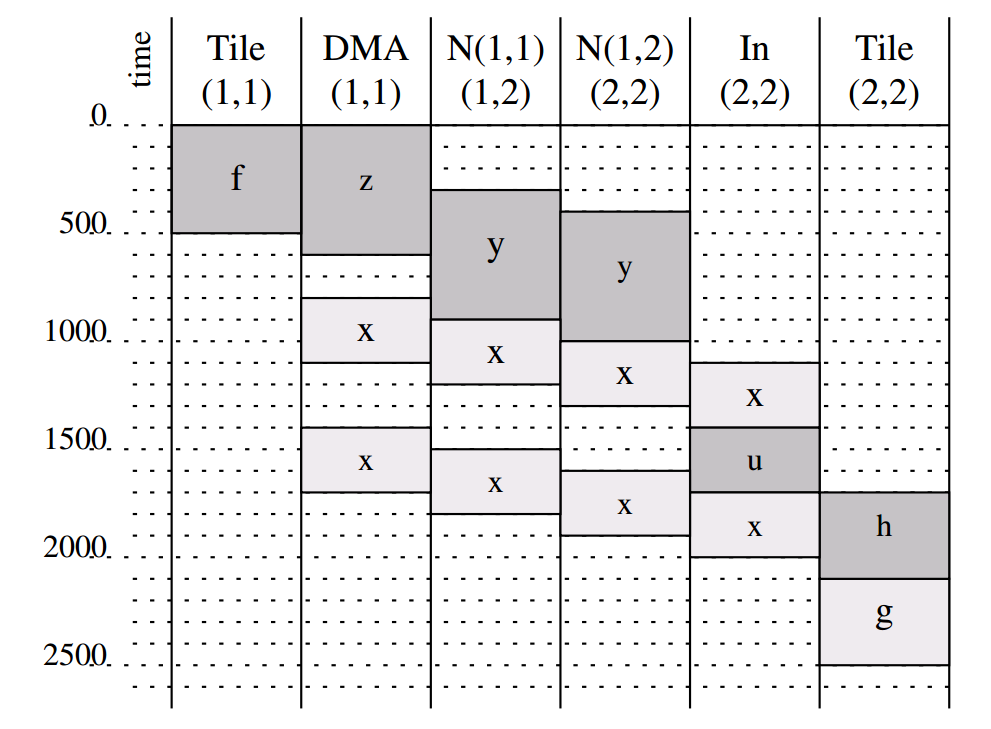 time
Tile DMA N(1,1) N(1,2) In Tile
(1,1) (1,1) (1,2) (2,2) (2,2) (2,2)
0
f z
500
y
y
1000
x
x
x
x
1500
x u
x
x x h
2000
g
2500